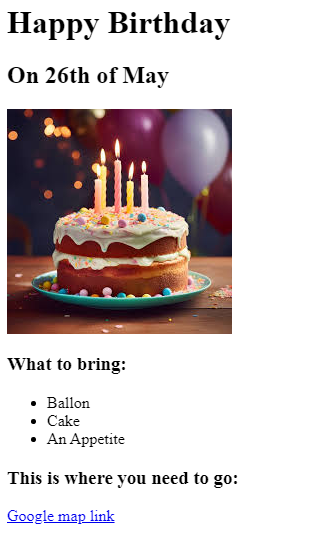 Happy Birthday
On 26th of May
What to bring:
Ballon
Cake
An Appetite
This is where you need to go:
Google map link